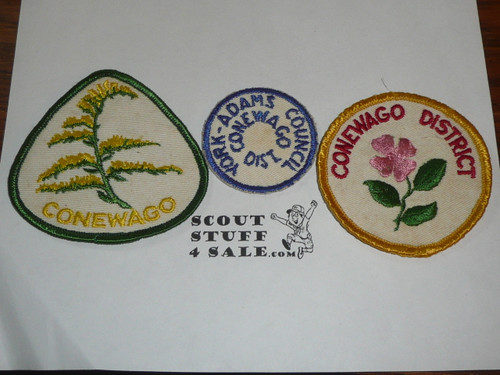 CONEWAGO
YORK-ADAMS COUNCIL
CONEWAGO
DIST.
CONEWAGO DISTRICT
SCOUT
STUFF
4 SALE.com